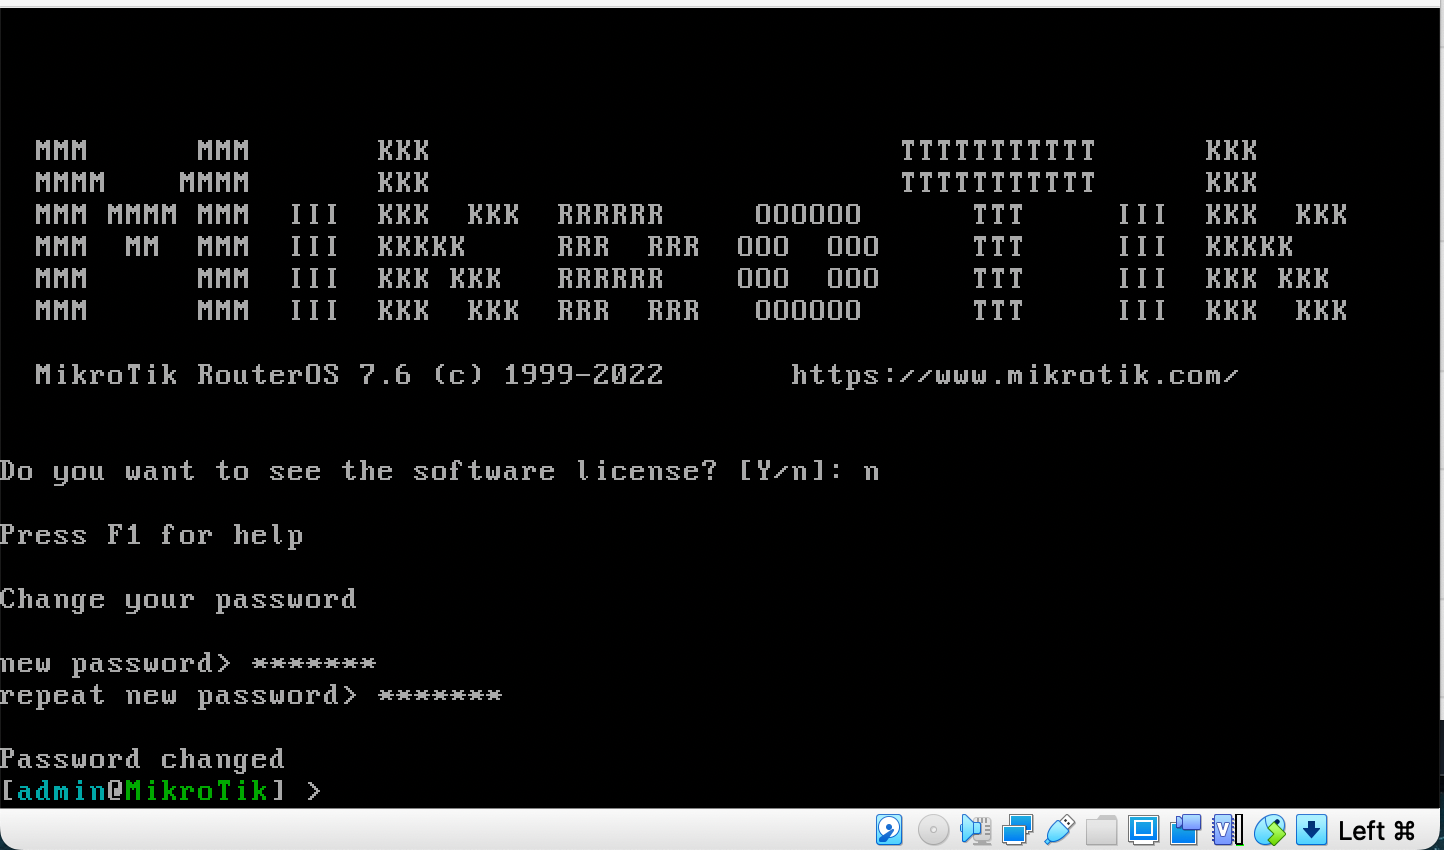 MMM      MMM       KKK                          TTTTTTTTTTT      KKK
MMMM    MMMM       KKK                          TTTTTTTTTTT      KKK
MMM MMMM MMM  III  KKK  KKK  RRRRRR     OOOOOO      TTT     III  KKK  KKK
MMM  MM  MMM  III  KKKKK     RRR  RRR  OOO  OOO     TTT     III  KKKKK
MMM      MMM  III  KKK KKK   RRRRRR    OOO  OOO     TTT     III  KKK KKK
MMM      MMM  III  KKK  KKK  RRR  RRR   OOOOOO      TTT     III  KKK  KKK
MikroTik RouterOS 7.6 (c) 1999-2022       https://www.mikrotik.com/
Do you want to see the software license? [Y/n]: n
Press F1 for help
Change your password
new password> *******
repeat new password> *******
Password changed
[admin@MikroTik] >
Left ⌘